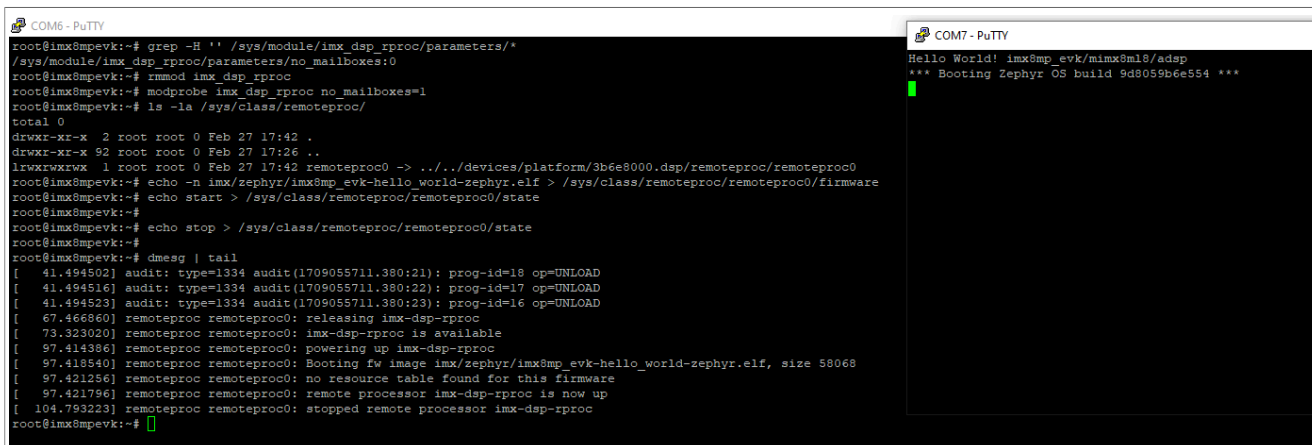 COM6 - PuTTY
root@imx8mpevk:~# grep -H '' /sys/module/imx_dsp_rproc/parameters/*
/sys/module/imx_dsp_rproc/parameters/no_mailboxes:0
root@imx8mpevk:~# rmmod imx_dsp_rproc
root@imx8mpevk:~# modprobe imx_dsp_rproc no_mailboxes=1
root@imx8mpevk:~# ls -la /sys/class/remoteproc/
total 0
drwxr-xr-x  2 root root 0 Feb 27 17:42 .
drwxr-xr-x 92 root root 0 Feb 27 17:26 ..
lrwxrwxrwx  1 root root 0 Feb 27 17:42 remoteproc0 -> ../../devices/platform/3b6e8000.dsp/remoteproc/remoteproc0
root@imx8mpevk:~# echo -n imx/zephyr/imx8mp_evk-hello_world-zephyr.elf > /sys/class/remoteproc/remoteproc0/firmware
root@imx8mpevk:~# echo start > /sys/class/remoteproc/remoteproc0/state
root@imx8mpevk:~#
root@imx8mpevk:~# echo stop > /sys/class/remoteproc/remoteproc0/state
root@imx8mpevk:~#
root@imx8mpevk:~# dmesg | tail
[   41.494502] audit: type=1334 audit(1709055711.380:21): prog-id=18 op=UNLOAD
[   41.494516] audit: type=1334 audit(1709055711.380:22): prog-id=17 op=UNLOAD
[   41.494523] audit: type=1334 audit(1709055711.380:23): prog-id=16 op=UNLOAD
[   67.466860] remoteproc remoteproc0: releasing imx-dsp-rproc
[   73.323020] remoteproc remoteproc0: imx-dsp-rproc is available
[   97.414386] remoteproc remoteproc0: powering up imx-dsp-rproc
[   97.418540] remoteproc remoteproc0: Booting fw image imx/zephyr/imx8mp_evk-hello_world-zephyr.elf, size 58068
[   97.421256] remoteproc remoteproc0: no resource table found for this firmware
[   97.421796] remoteproc remoteproc0: remote processor imx-dsp-rproc is now up
[  104.793223] remoteproc remoteproc0: stopped remote processor imx-dsp-rproc
root@imx8mpevk:~#
COM7 - PuTTY
Hello World! imx8mp_evk/mimx8ml8/adsp
*** Booting Zephyr OS build 9d8059b6e554 ***